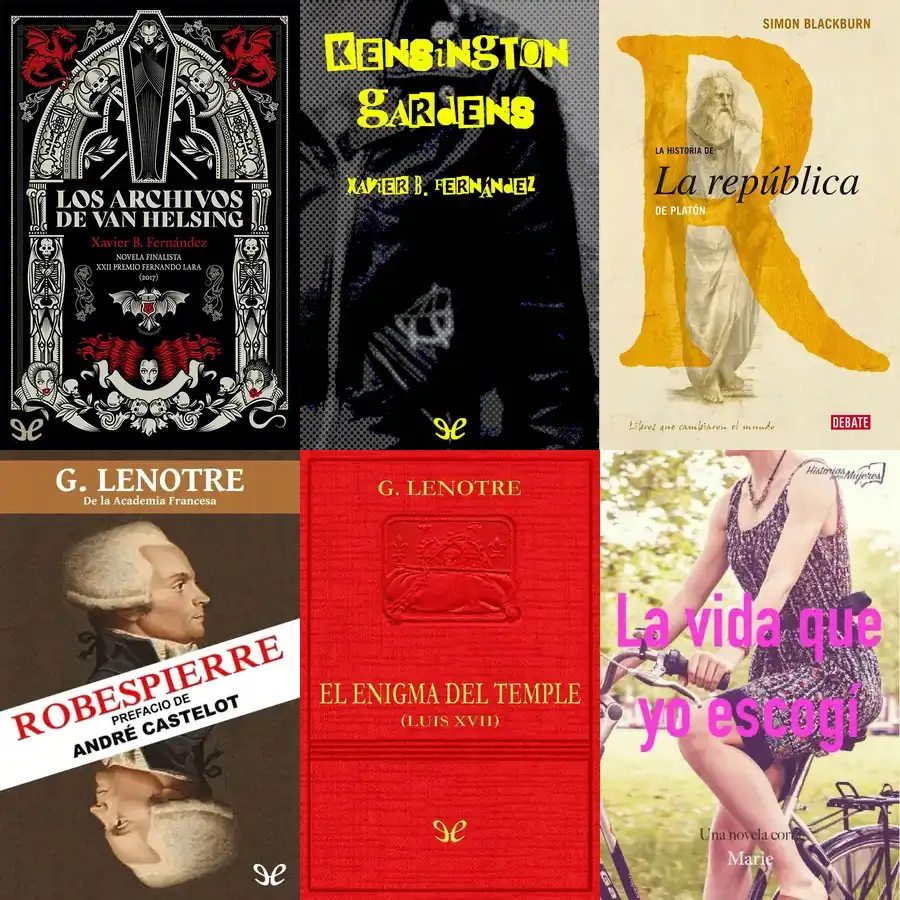 LOS ARCHIVOS
DE VAN HELSING
Xavier B. Fernández
NOVELA FINALISTA
XXII PREMIO FERNANDO LARA
(2017)
KENSiNGTON
GARdENS
XAVIER B. FERNÁNDEZ
SIMON BLACKBURN
LA HISTORIA DE
La república
DE PLATÓN
Libros que cambiaron el mundo
DEBATE
G. LENOTRE
De la Academia Francesa
ROBESPIERRE
PREFACIO DE
ANDRÉ CASTELOT
G. LENOTRE
EL ENIGMA DEL TEMPLE
(LUIS XVII)
Historias
Mujeres
La vida que
yo escogí
Una novela corta
Marie